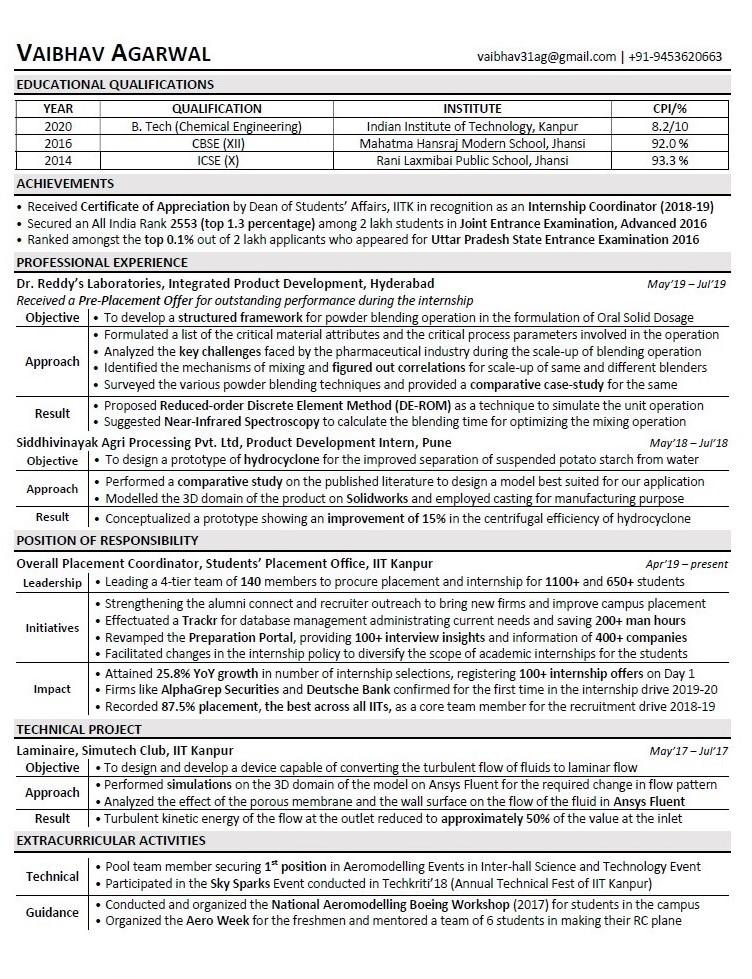 VAIBHAV AGARWAL vaibhav31ag@gmail.com | +91-9453620663
EDUCATIONAL QUALIFICATIONS
YEAR QUALIFICATION INSTITUTE CPI/%
2020 B. Tech (Chemical Engineering) Indian Institute of Technology, Kanpur 8.2/10
2016 CBSE (XII) Mahatma Hansraj Modern School, Jhansi 92.0 %
2014 ICSE (X) Rani Laxmibai Public School, Jhansi 93.3 %
ACHIEVEMENTS
• Received Certificate of Appreciation by Dean of Students’ Affairs, IITK in recognition as an Internship Coordinator (2018-19)
• Secured an All India Rank 2553 (top 1.3 percentage) among 2 lakh students in Joint Entrance Examination, Advanced 2016
• Ranked amongst the top 0.1% out of 2 lakh applicants who appeared for Uttar Pradesh State Entrance Examination 2016
PROFESSIONAL EXPERIENCE
Dr. Reddy’s Laboratories, Integrated Product Development, Hyderabad May’19 – Jul’19
Received a Pre-Placement Offer for outstanding performance during the internship
Objective • To develop a structured framework for powder blending operation in the formulation of Oral Solid Dosage
Approach • Formulated a list of the critical material attributes and the critical process parameters involved in the operation
• Analyzed the key challenges faced by the pharmaceutical industry during the scale-up of blending operation
• Identified the mechanisms of mixing and figured out correlations for scale-up of same and different blenders
• Surveyed the various powder blending techniques and provided a comparative case-study for the same
Result • Proposed Reduced-order Discrete Element Method (DE-ROM) as a technique to simulate the unit operation
• Suggested Near-Infrared Spectroscopy to calculate the blending time for optimizing the mixing operation
Siddhivinayak Agri Processing Pvt. Ltd, Product Development Intern, Pune May’18 – Jul’18
Objective • To design a prototype of hydrocyclone for the improved separation of suspended potato starch from water
Approach • Performed a comparative study on the published literature to design a model best suited for our application
• Modelled the 3D domain of the product on Solidworks and employed casting for manufacturing purpose
Result • Conceptualized a prototype showing an improvement of 15% in the centrifugal efficiency of hydrocyclone
POSITION OF RESPONSIBILITY
Overall Placement Coordinator, Students’ Placement Office, IIT Kanpur Apr’19 – present
Leadership • Leading a 4-tier team of 140 members to procure placement and internship for 1100+ and 650+ students
Initiatives • Strengthening the alumni connect and recruiter outreach to bring new firms and improve campus placement
• Effectuated a Trackr for database management administrating current needs and saving 200+ man hours
• Revamped the Preparation Portal, providing 100+ interview insights and information of 400+ companies
• Facilitated changes in the internship policy to diversify the scope of academic internships for the students
Impact • Attained 25.8% YoY growth in number of internship selections, registering 100+ internship offers on Day 1
• Firms like AlphaGrep Securities and Deutsche Bank confirmed for the first time in the internship drive 2019-20
• Recorded 87.5% placement, the best across all IITs, as a core team member for the recruitment drive 2018-19
TECHNICAL PROJECT
Laminaire, Simutech Club, IIT Kanpur May’17 – Jul’17
Objective • To design and develop a device capable of converting the turbulent flow of fluids to laminar flow
Approach • Performed simulations on the 3D domain of the model on Ansys Fluent for the required change in flow pattern
• Analyzed the effect of the porous membrane and the wall surface on the flow of the fluid in Ansys Fluent
Result • Turbulent kinetic energy of the flow at the outlet reduced to approximately 50% of the value at the inlet
EXTRACURRICULAR ACTIVITIES
Technical • Pool team member securing 1st position in Aeromodelling Events in Inter-hall Science and Technology Event
• Participated in the Sky Sparks Event conducted in Techkriti’18 (Annual Technical Fest of IIT Kanpur)
Guidance • Conducted and organized the National Aeromodelling Boeing Workshop (2017) for students in the campus
• Organized the Aero Week for the freshmen and mentored a team of 6 students in making their RC plane